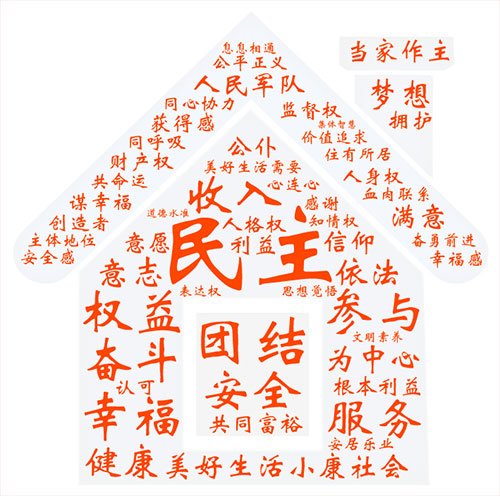 息息相通
公平正义
当家作主
人民军队
梦想
同心协力
监督权
获得感
集体智慧
拥护
同呼吸
公仆
价值追求
财产权
美好生活需要
住有所居
共命运
收入
心连心
人身权
谋幸福
感谢
血肉联系
创造者
道德水准
人格权
知情权
满意
主体地位
意愿
民主
利益
信仰
奋勇前进
安全感
幸福感
意志
依法
表达权
思想觉悟
权益
参与
团结
文明素养
奋斗
为中心
认可
安全
根本利益
幸福
共同富裕
服务
安居乐业
健康
美好生活
小康社会